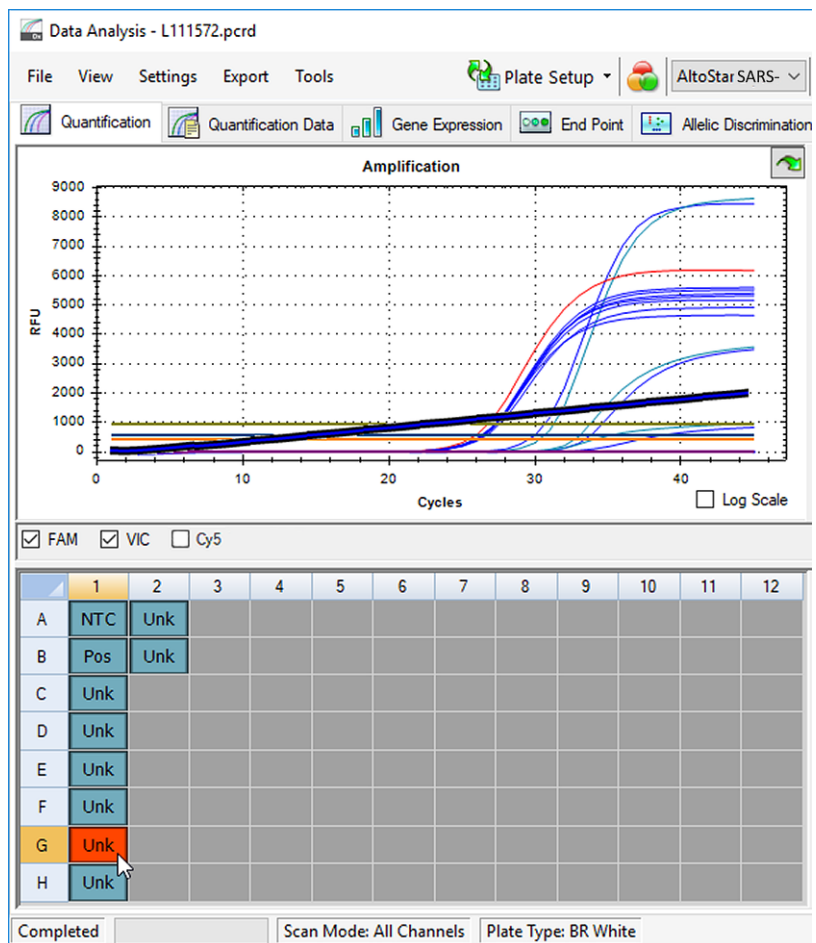 Data Analysis - L111572.pcrd
File View Settings Export Tools Plate Setup AltoStar SARS-
Quantification Quantification Data Gene Expression End Point Allelic Discrimination
Amplification
9000
8000
7000
6000
5000
4000
3000
2000
1000
0
RFU
0 10 20 30 40
Cycles
Log Scale
FAM VIC Cy5
1 2 3 4 5 6 7 8 9 10 11 12
A NTC Unk
B Pos Unk
C Unk
D Unk
E Unk
F Unk
G Unk
H Unk
Completed Scan Mode: All Channels Plate Type: BR White